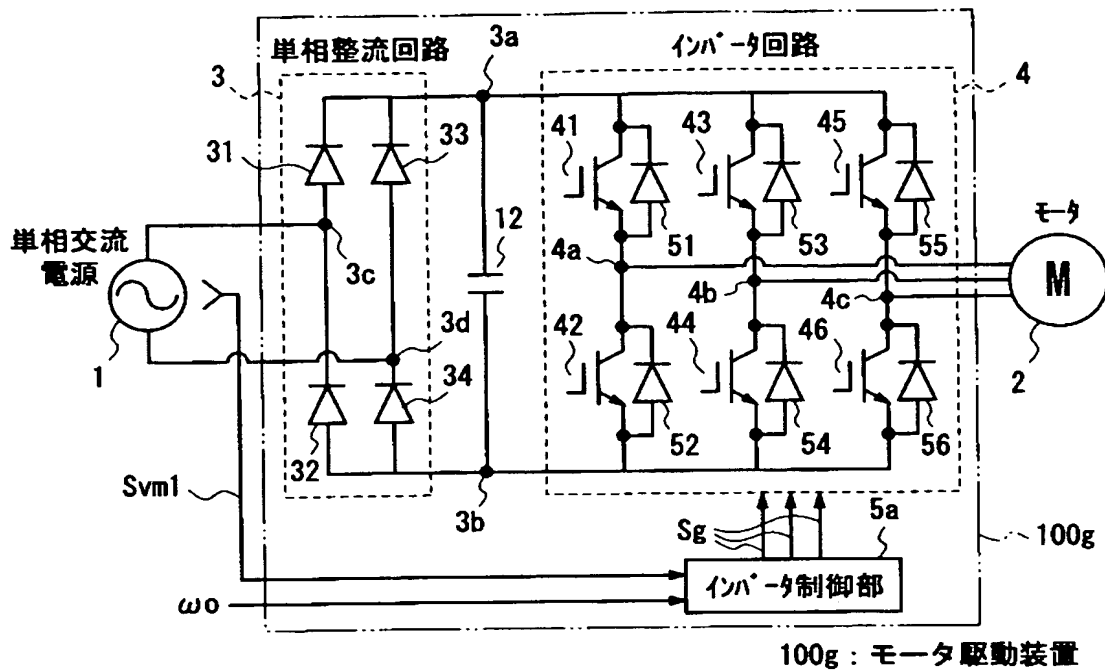 単相整流回路
3a
インバータ回路
3
4
31
33
41
43
45
モータ
単相交流
電源
3c
12
51
53
55
4a
4b
4c
M
1
3d
42
44
46
2
34
32
52
54
56
Svm1
3b
Sg
5a
100g
インバータ制御部
ωo
100g:モータ駆動装置